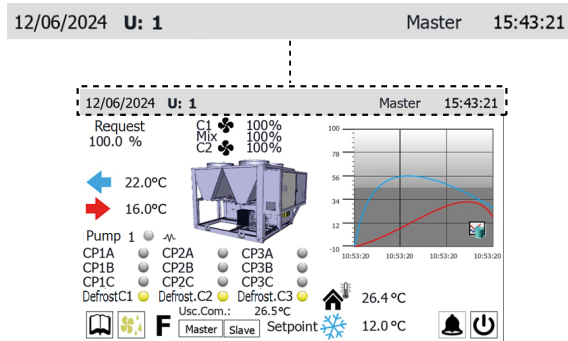 12/06/2024 U: 1 Master 15:43:21
12/06/2024 U: 1 Master 15:43:21
Request
100.0 %
C1 100%
Mix 100%
C2 100%
22.0°C
16.0°C
Pump 1
CP1A CP2A CP3A
CP1B CP2B CP3B
CP1C CP2C CP3C
DefrostC1 Defrost.C2 Defrost.C3
Usc.Com.: 26.5°C
F Master Slave Setpoint 12.0 °C
26.4 °C
100
78
56
34
12
-10
10:53:20 10:53:20 10:53:20 10:53:20